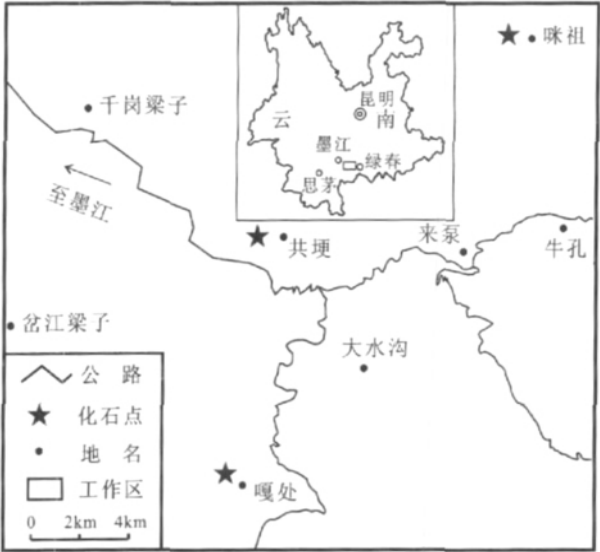 咪祖
千岗梁子
昆明
云南
墨江
绿春
思茅
至墨江
共埂
来泵
牛孔
岔江梁子
大水沟
公路
化石点
地名
工作区
0 2km 4km
嘎处